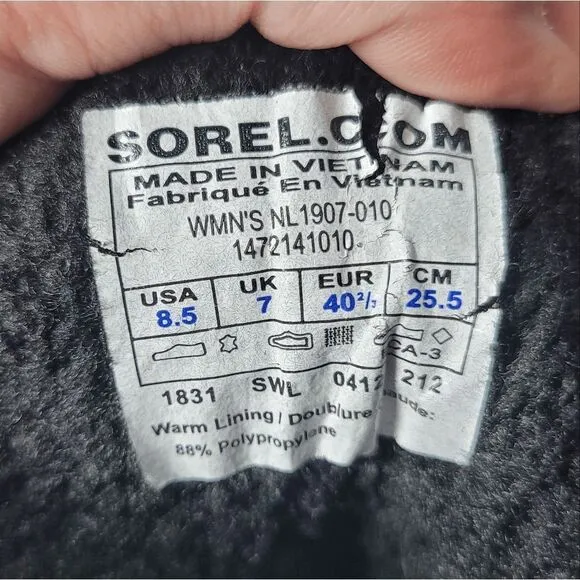 SOREL.COM
MADE IN VIETNAM
Fabriqué En Vietnam
WMN'S NL1907-010
1472141010
USA UK EUR CM
8.5 7 40²/₃ 25.5
CA-3
1831 SWL 0412 212
Warm Lining / Doublure
88% Polypropylene